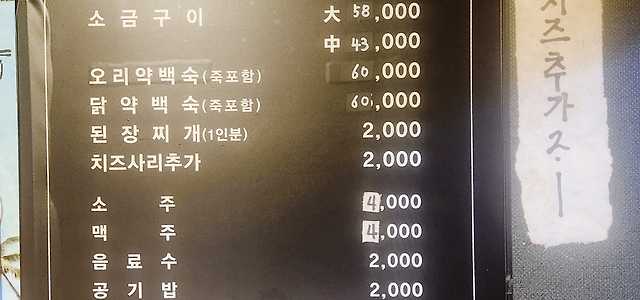 소금구이 大 58,000
中 43,000
오리약백숙(죽포함) 60,000
닭약백숙(죽포함) 60,000
된장찌개(1인분) 2,000
치즈사리추가 2,000
소주 4,000
맥주 4,000
음료수 2,000
공기밥 2,000
치즈추가